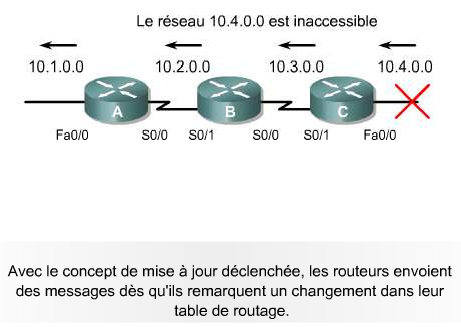 Le réseau 10.4.0.0 est inaccessible
10.1.0.0 10.2.0.0 10.3.0.0 10.4.0.0
A B C
Fa0/0 S0/0 S0/1 S0/0 S0/1 Fa0/0
Avec le concept de mise à jour déclenchée, les routeurs envoient
des messages dès qu'ils remarquent un changement dans leur
table de routage.